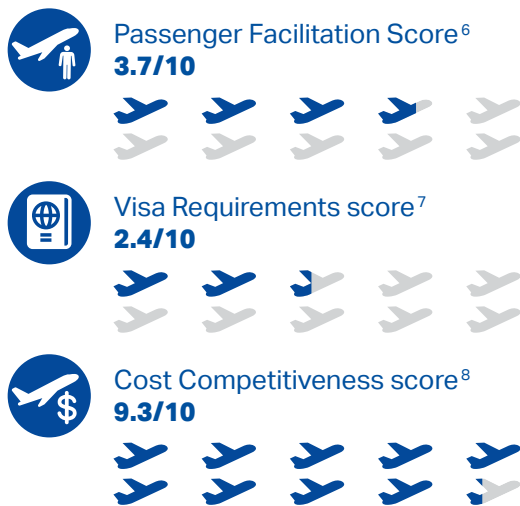 Passenger Facilitation Score⁶
3.7/10
Visa Requirements score⁷
2.4/10
$
Cost Competitiveness score⁸
9.3/10